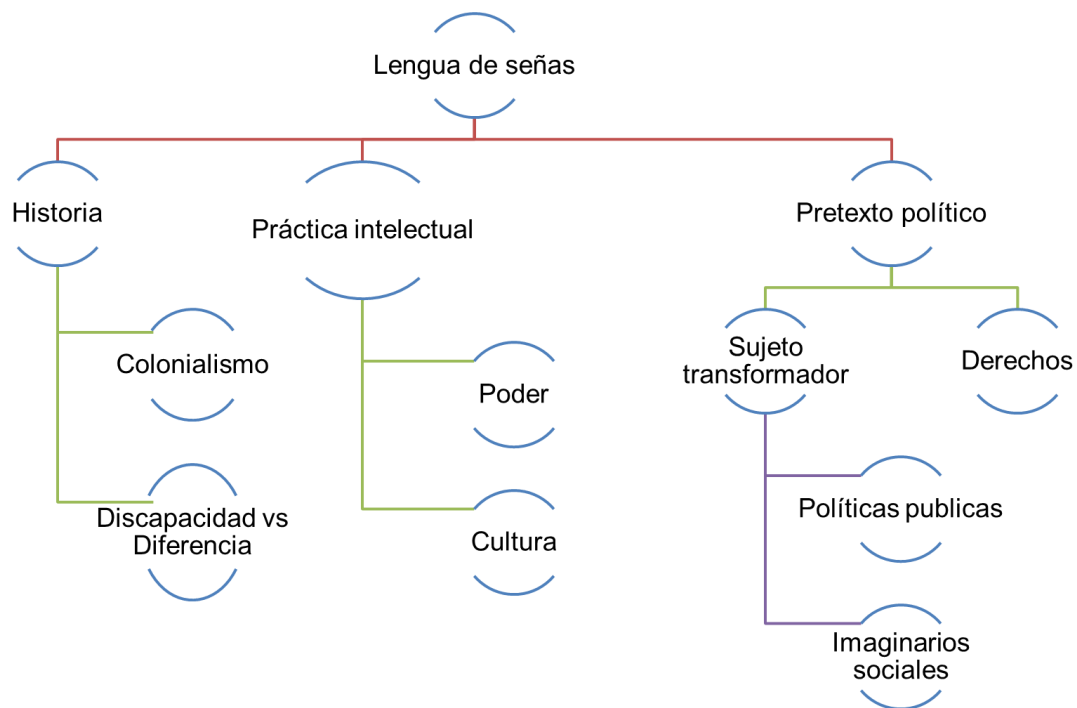 Lengua de señas
Historia
Práctica intelectual
Pretexto político
Colonialismo
Discapacidad vs
Diferencia
Poder
Cultura
Sujeto
transformador
Derechos
Políticas publicas
Imaginarios
sociales